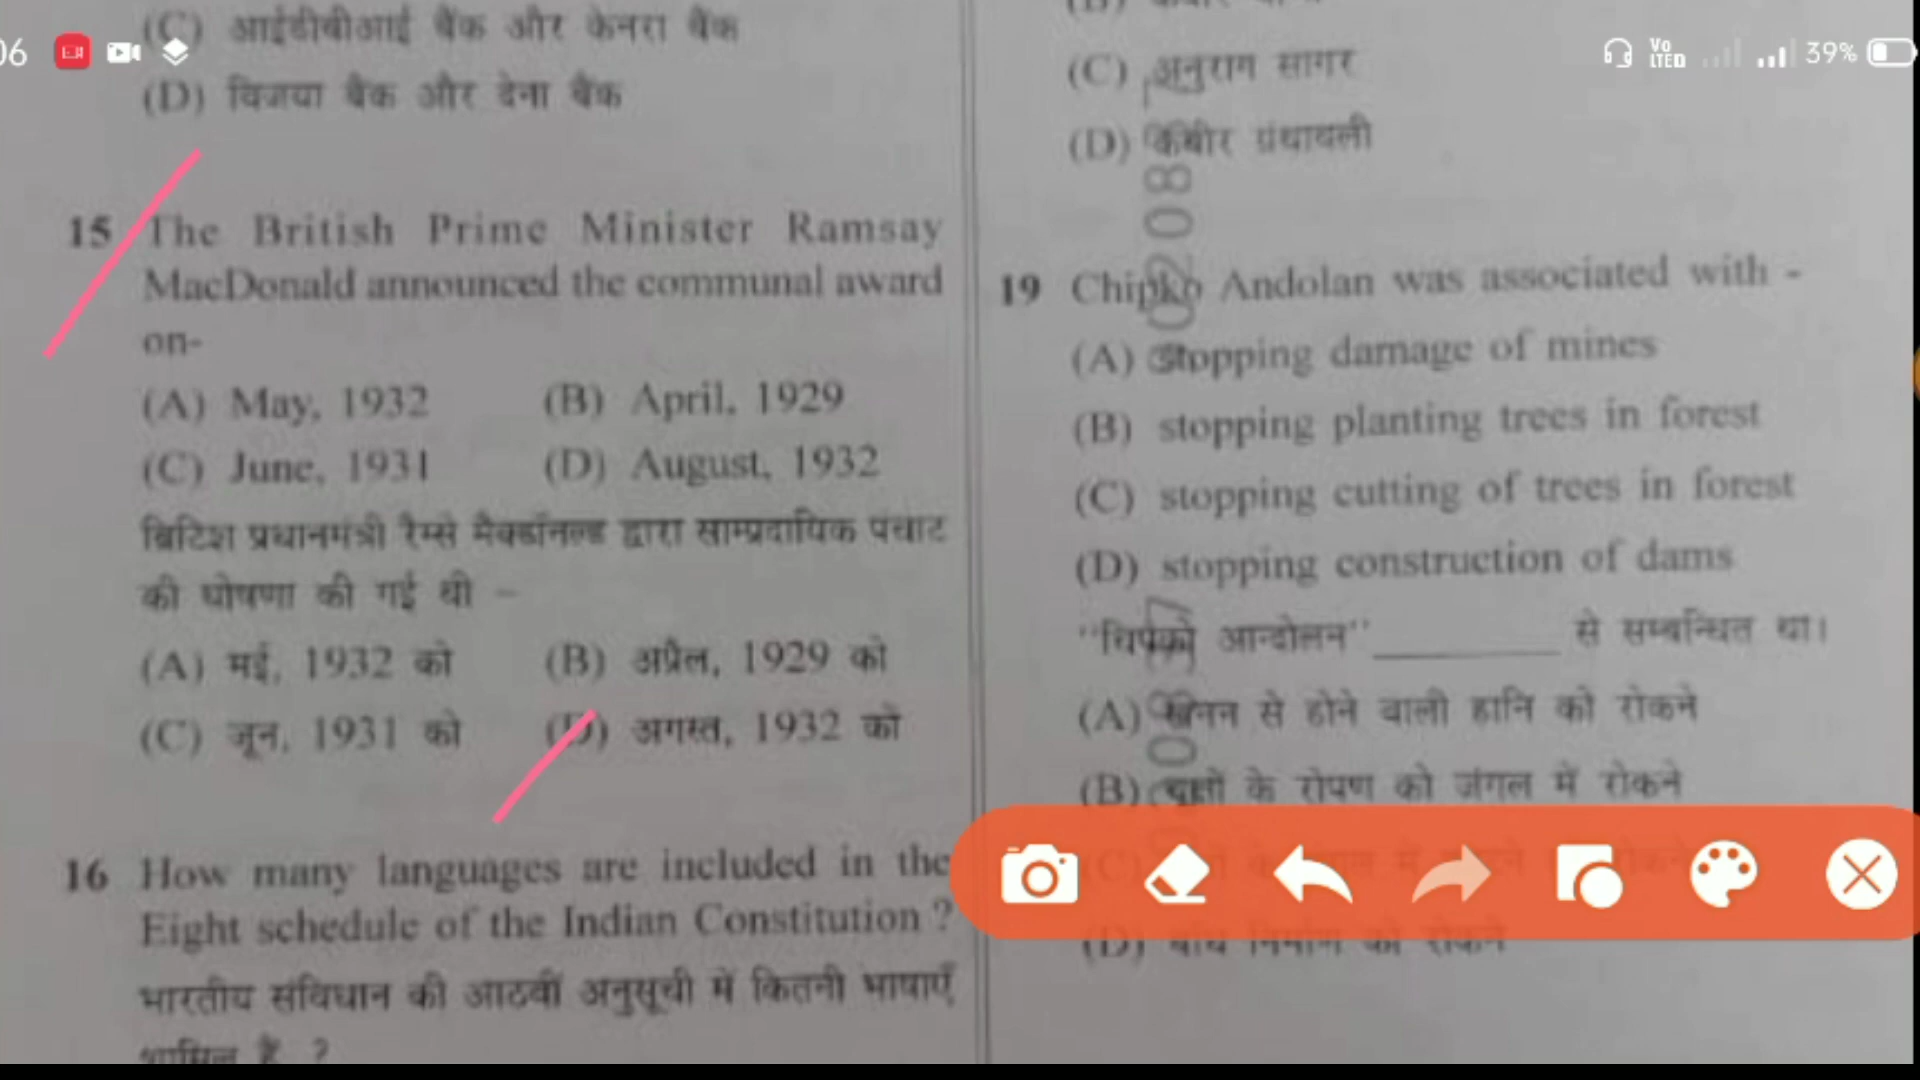 06
39%
(C) आईडीबीआई बैंक और केनरा बैंक
(D) विजया बैंक और देना बैंक
15 The British Prime Minister Ramsay
MacDonald announced the communal award
on-
(A) May, 1932 (B) April, 1929
(C) June, 1931 (D) August, 1932
ब्रिटिश प्रधानमंत्री रैम्से मैक्डॉनल्ड द्वारा साम्प्रदायिक पंचाट
की घोषणा की गई थी –
(A) मई, 1932 को (B) अप्रैल, 1929 को
(C) जून, 1931 को (D) अगस्त, 1932 को
16 How many languages are included in the
Eight schedule of the Indian Constitution ?
भारतीय संविधान की आठवीं अनुसूची में कितनी भाषाएँ
शामिल हैं ?
(C) अनुराग सागर
(D) कबीर ग्रंथावली
19 Chipko Andolan was associated with -
(A) stopping damage of mines
(B) stopping planting trees in forest
(C) stopping cutting of trees in forest
(D) stopping construction of dams
"चिपको आन्दोलन" ________ से सम्बन्धित था।
(A) खनन से होने वाली हानि को रोकने
(B) वृक्षों के रोपण को जंगल में रोकने
(D) बांध निर्माण को रोकने